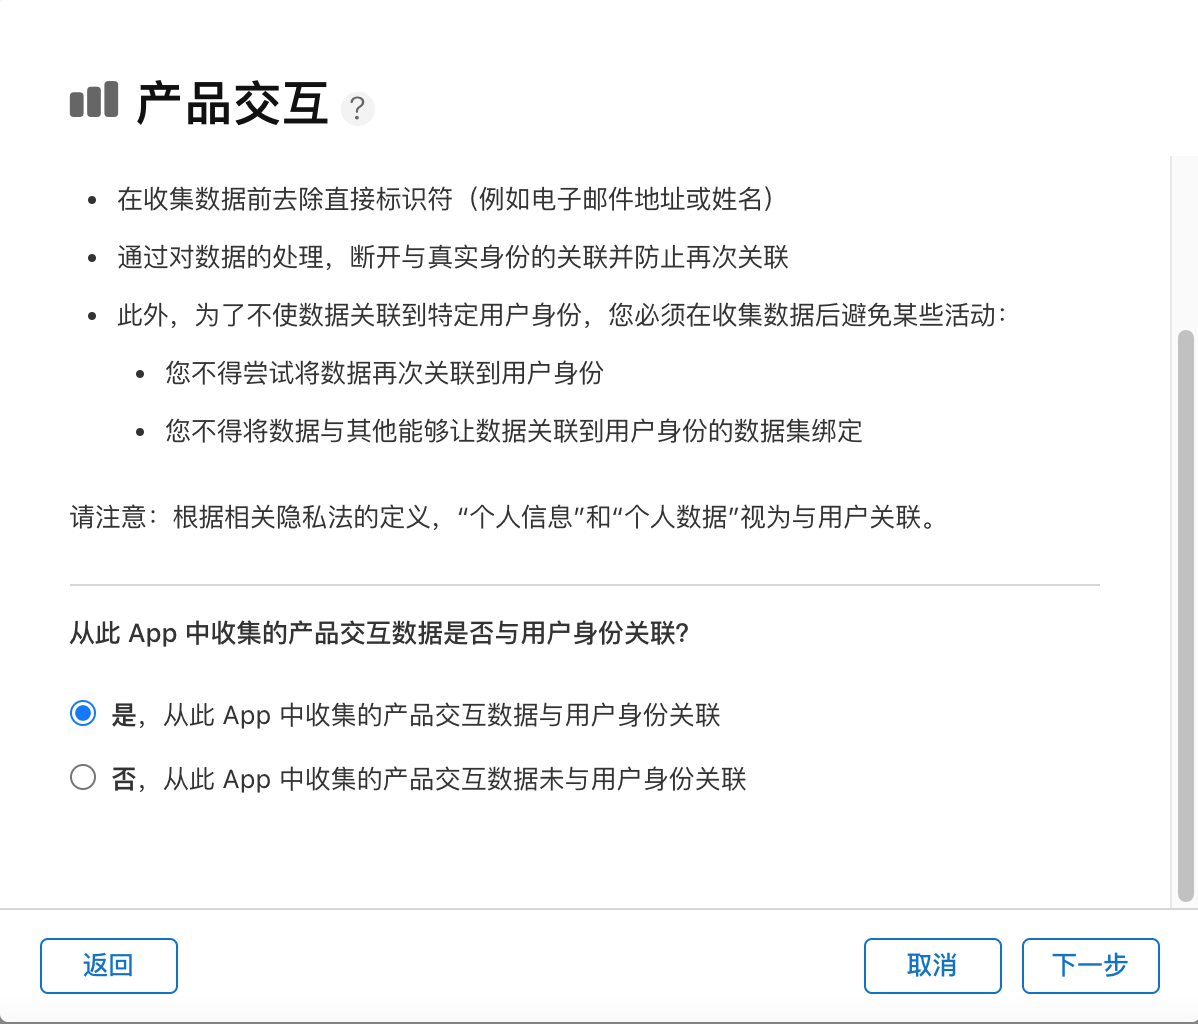 产品交互 ?
在收集数据前去除直接标识符（例如电子邮件地址或姓名）
通过对数据的处理，断开与真实身份的关联并防止再次关联
此外，为了不使数据关联到特定用户身份，您必须在收集数据后避免某些活动：
您不得尝试将数据再次关联到用户身份
您不得将数据与其他能够让数据关联到用户身份的数据集绑定
请注意：根据相关隐私法的定义，“个人信息”和“个人数据”视为与用户关联。
从此 App 中收集的产品交互数据是否与用户身份关联？
是，从此 App 中收集的产品交互数据与用户身份关联
否，从此 App 中收集的产品交互数据未与用户身份关联
返回 取消 下一步